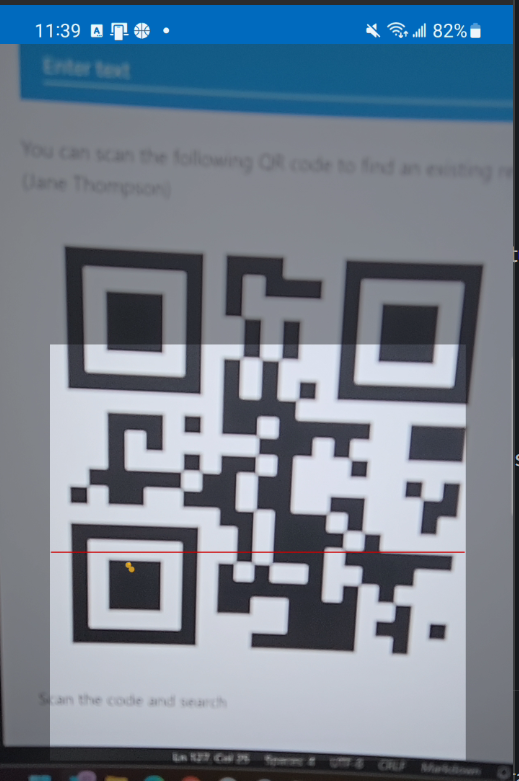 11:39
82%
Enter text
You can scan the following QR code to find an existing
(Jane Thompson)
Scan the code and search
Ln 127, Col 25 Spaces: 4 UTF-8 CRLF Markdown